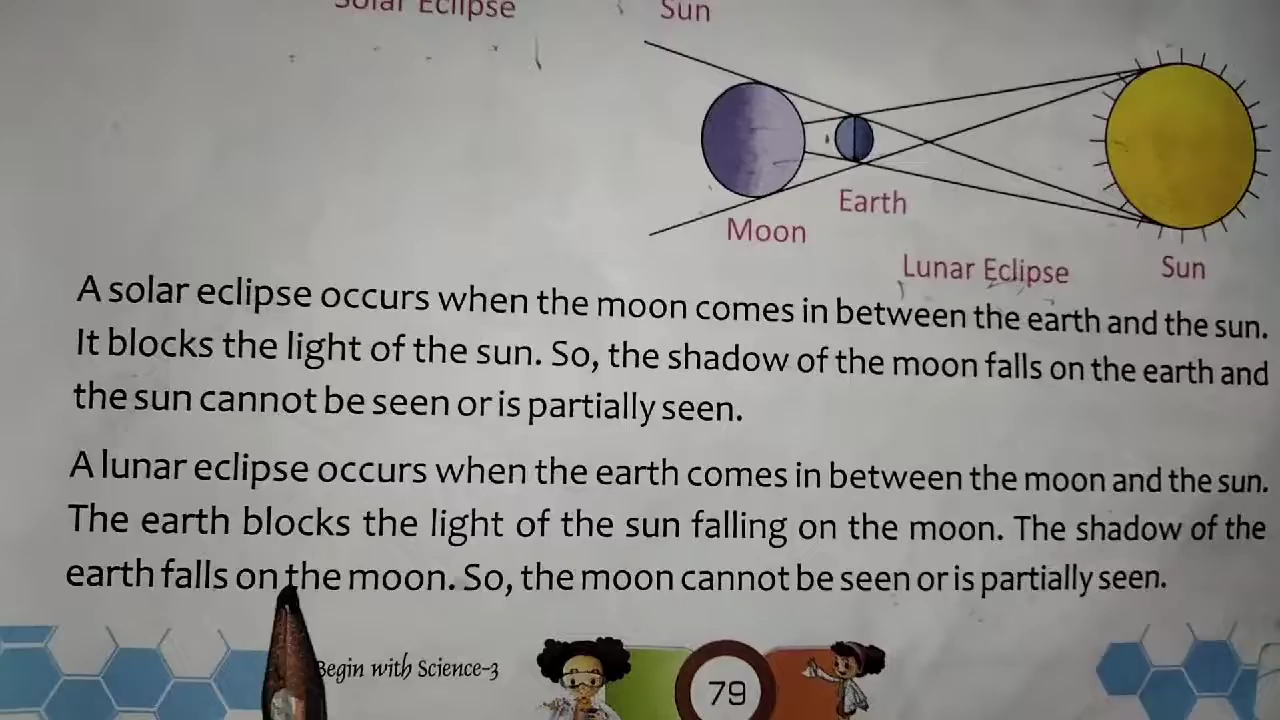 Solar Eclipse
Sun
Earth
Moon
Lunar Eclipse
Sun
A solar eclipse occurs when the moon comes in between the earth and the sun.
It blocks the light of the sun. So, the shadow of the moon falls on the earth and
the sun cannot be seen or is partially seen.
A lunar eclipse occurs when the earth comes in between the moon and the sun.
The earth blocks the light of the sun falling on the moon. The shadow of the
earth falls on the moon. So, the moon cannot be seen or is partially seen.
Begin with Science-3
79